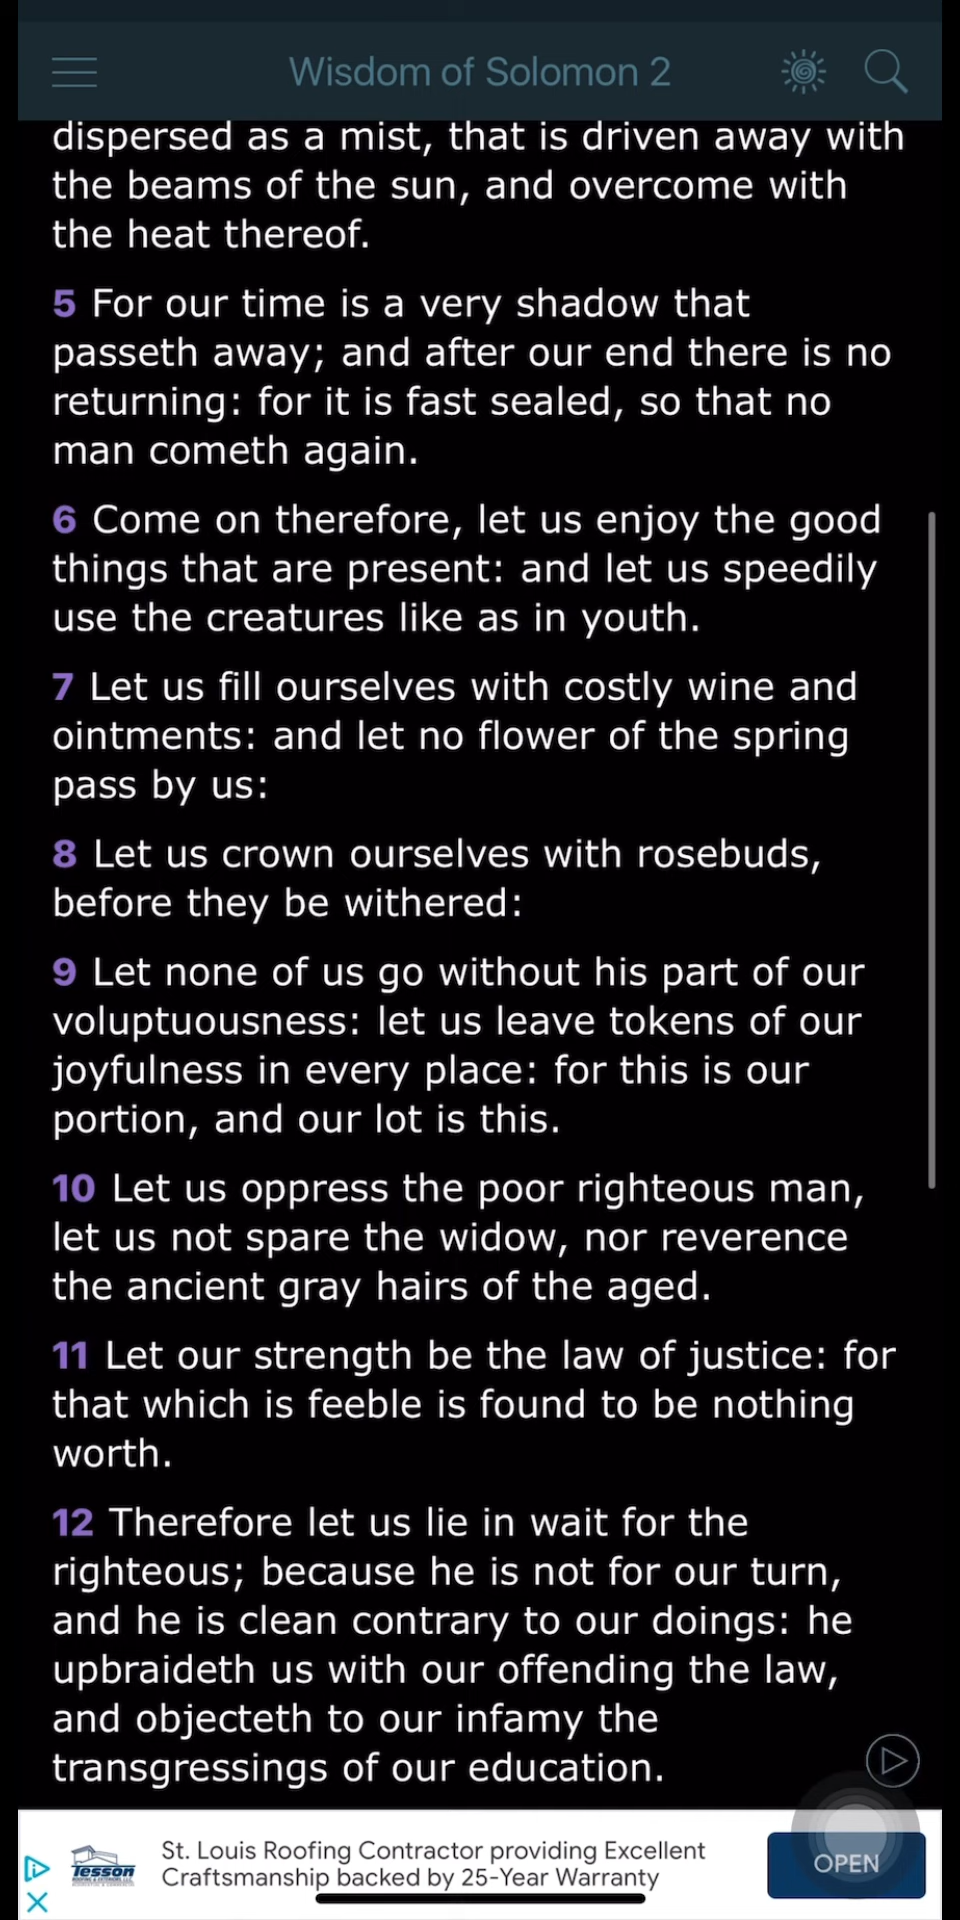 Wisdom of Solomon 2
dispersed as a mist, that is driven away with
the beams of the sun, and overcome with
the heat thereof.
5 For our time is a very shadow that
passeth away; and after our end there is no
returning: for it is fast sealed, so that no
man cometh again.
6 Come on therefore, let us enjoy the good
things that are present: and let us speedily
use the creatures like as in youth.
7 Let us fill ourselves with costly wine and
ointments: and let no flower of the spring
pass by us:
8 Let us crown ourselves with rosebuds,
before they be withered:
9 Let none of us go without his part of our
voluptuousness: let us leave tokens of our
joyfulness in every place: for this is our
portion, and our lot is this.
10 Let us oppress the poor righteous man,
let us not spare the widow, nor reverence
the ancient gray hairs of the aged.
11 Let our strength be the law of justice: for
that which is feeble is found to be nothing
worth.
12 Therefore let us lie in wait for the
righteous; because he is not for our turn,
and he is clean contrary to our doings: he
upbraideth us with our offending the law,
and objecteth to our infamy the
transgressings of our education.
St. Louis Roofing Contractor providing Excellent
Craftsmanship backed by 25-Year Warranty
Tesson
OPEN